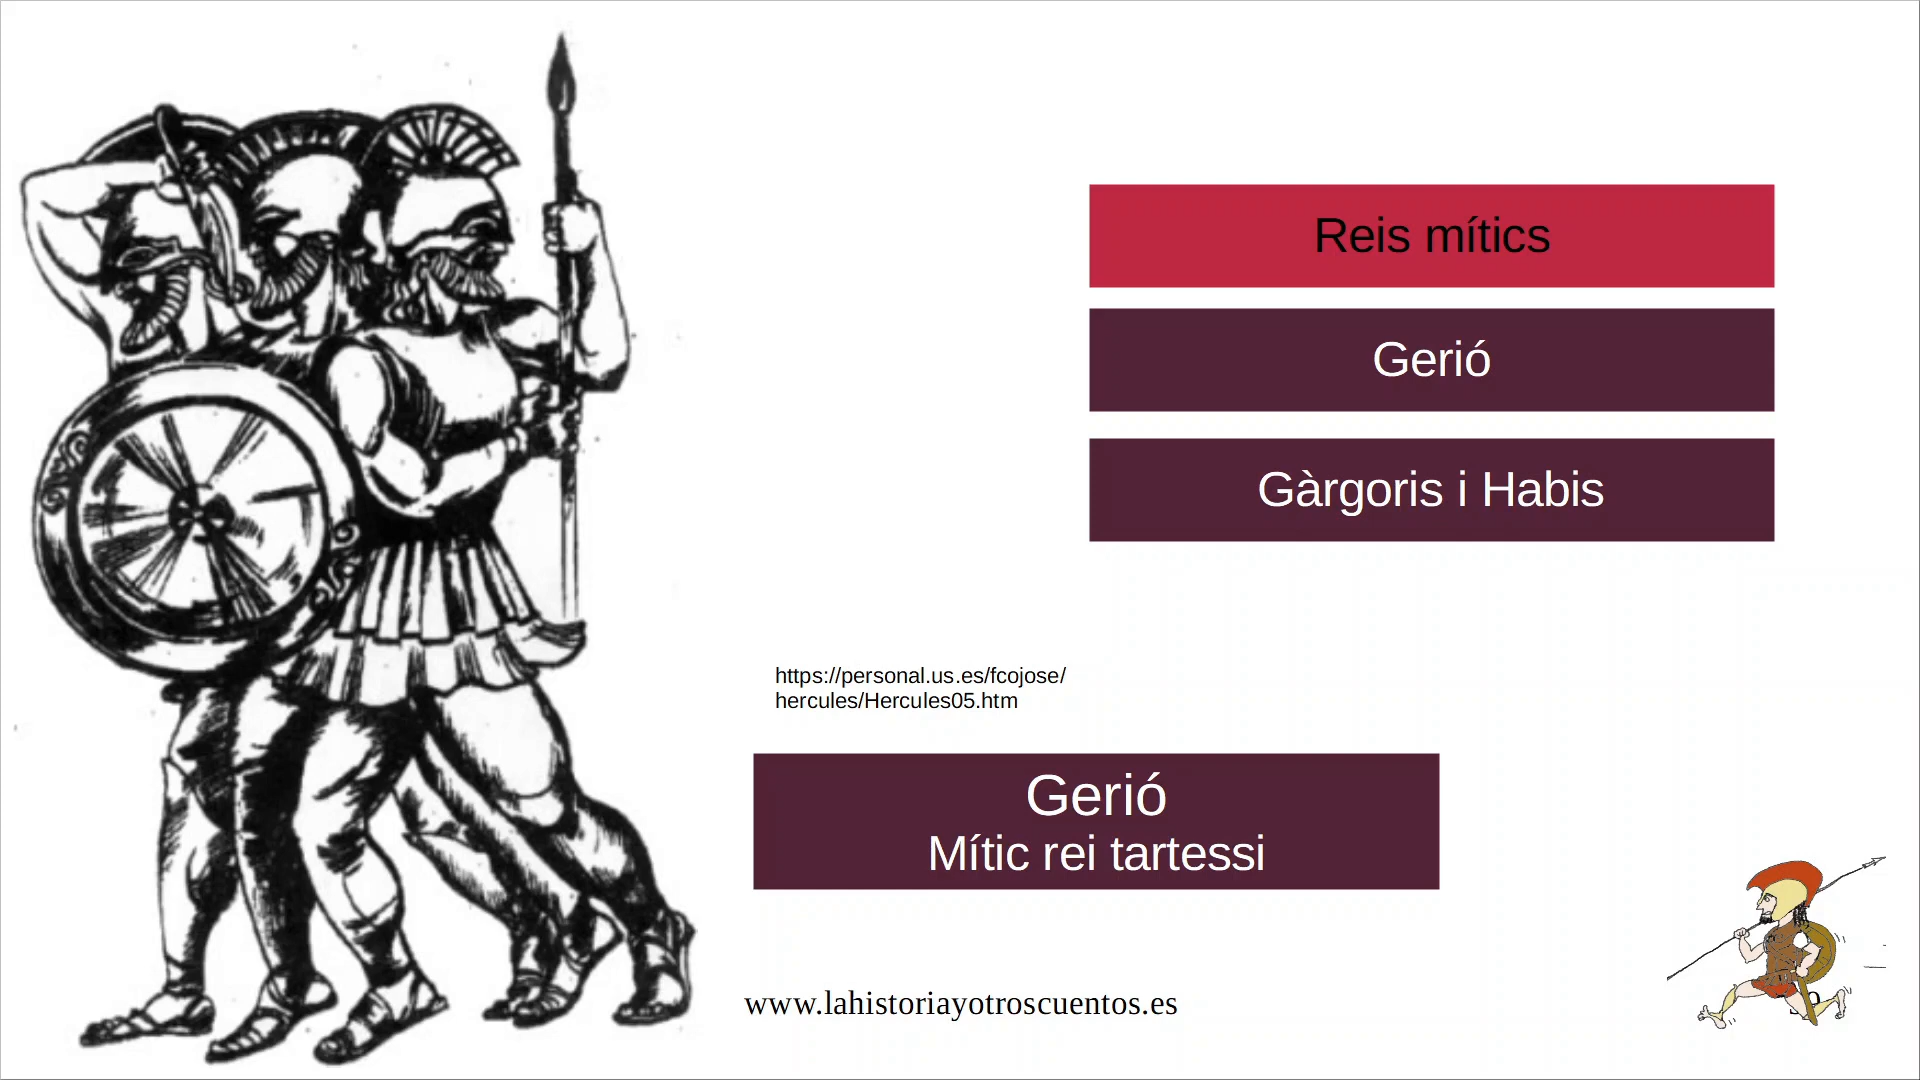 Reis mítics
Gerió
Gàrgoris i Habis
https://personal.us.es/fcojose/
hercules/Hercules05.htm
Gerió
Mític rei tartessi
www.lahistoriayotroscuentos.es